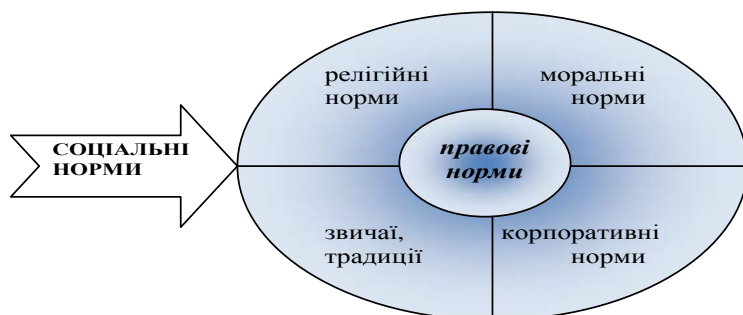 СОЦІАЛЬНІ
НОРМИ
релігійні
норми
моральні
норми
правові
норми
звичаї,
традиції
корпоративні
норми